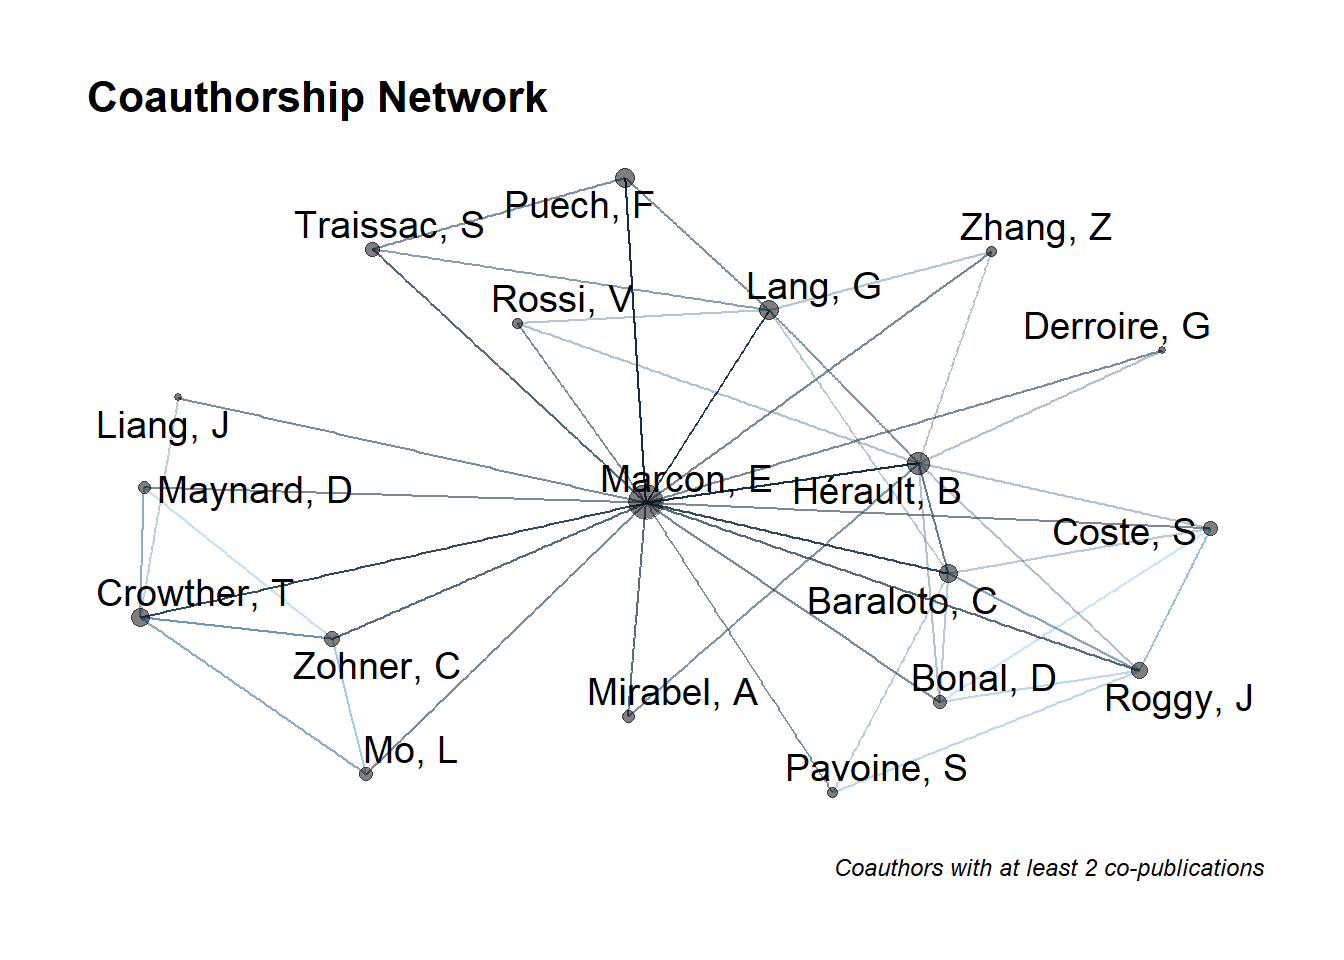 Coauthorship Network
Puech, F
Traissac, S
Zhang, Z
Lang, G
Rossi, V
Derroire, G
Liang, J
Marcon, E
Maynard, D
Hérault, B
Coste, S
Crowther, T
Baraloto, C
Zohner, C
Bonal, D
Mirabel, A
Roggy, J
Mo, L
Pavoine, S
Coauthors with at least 2 co-publications